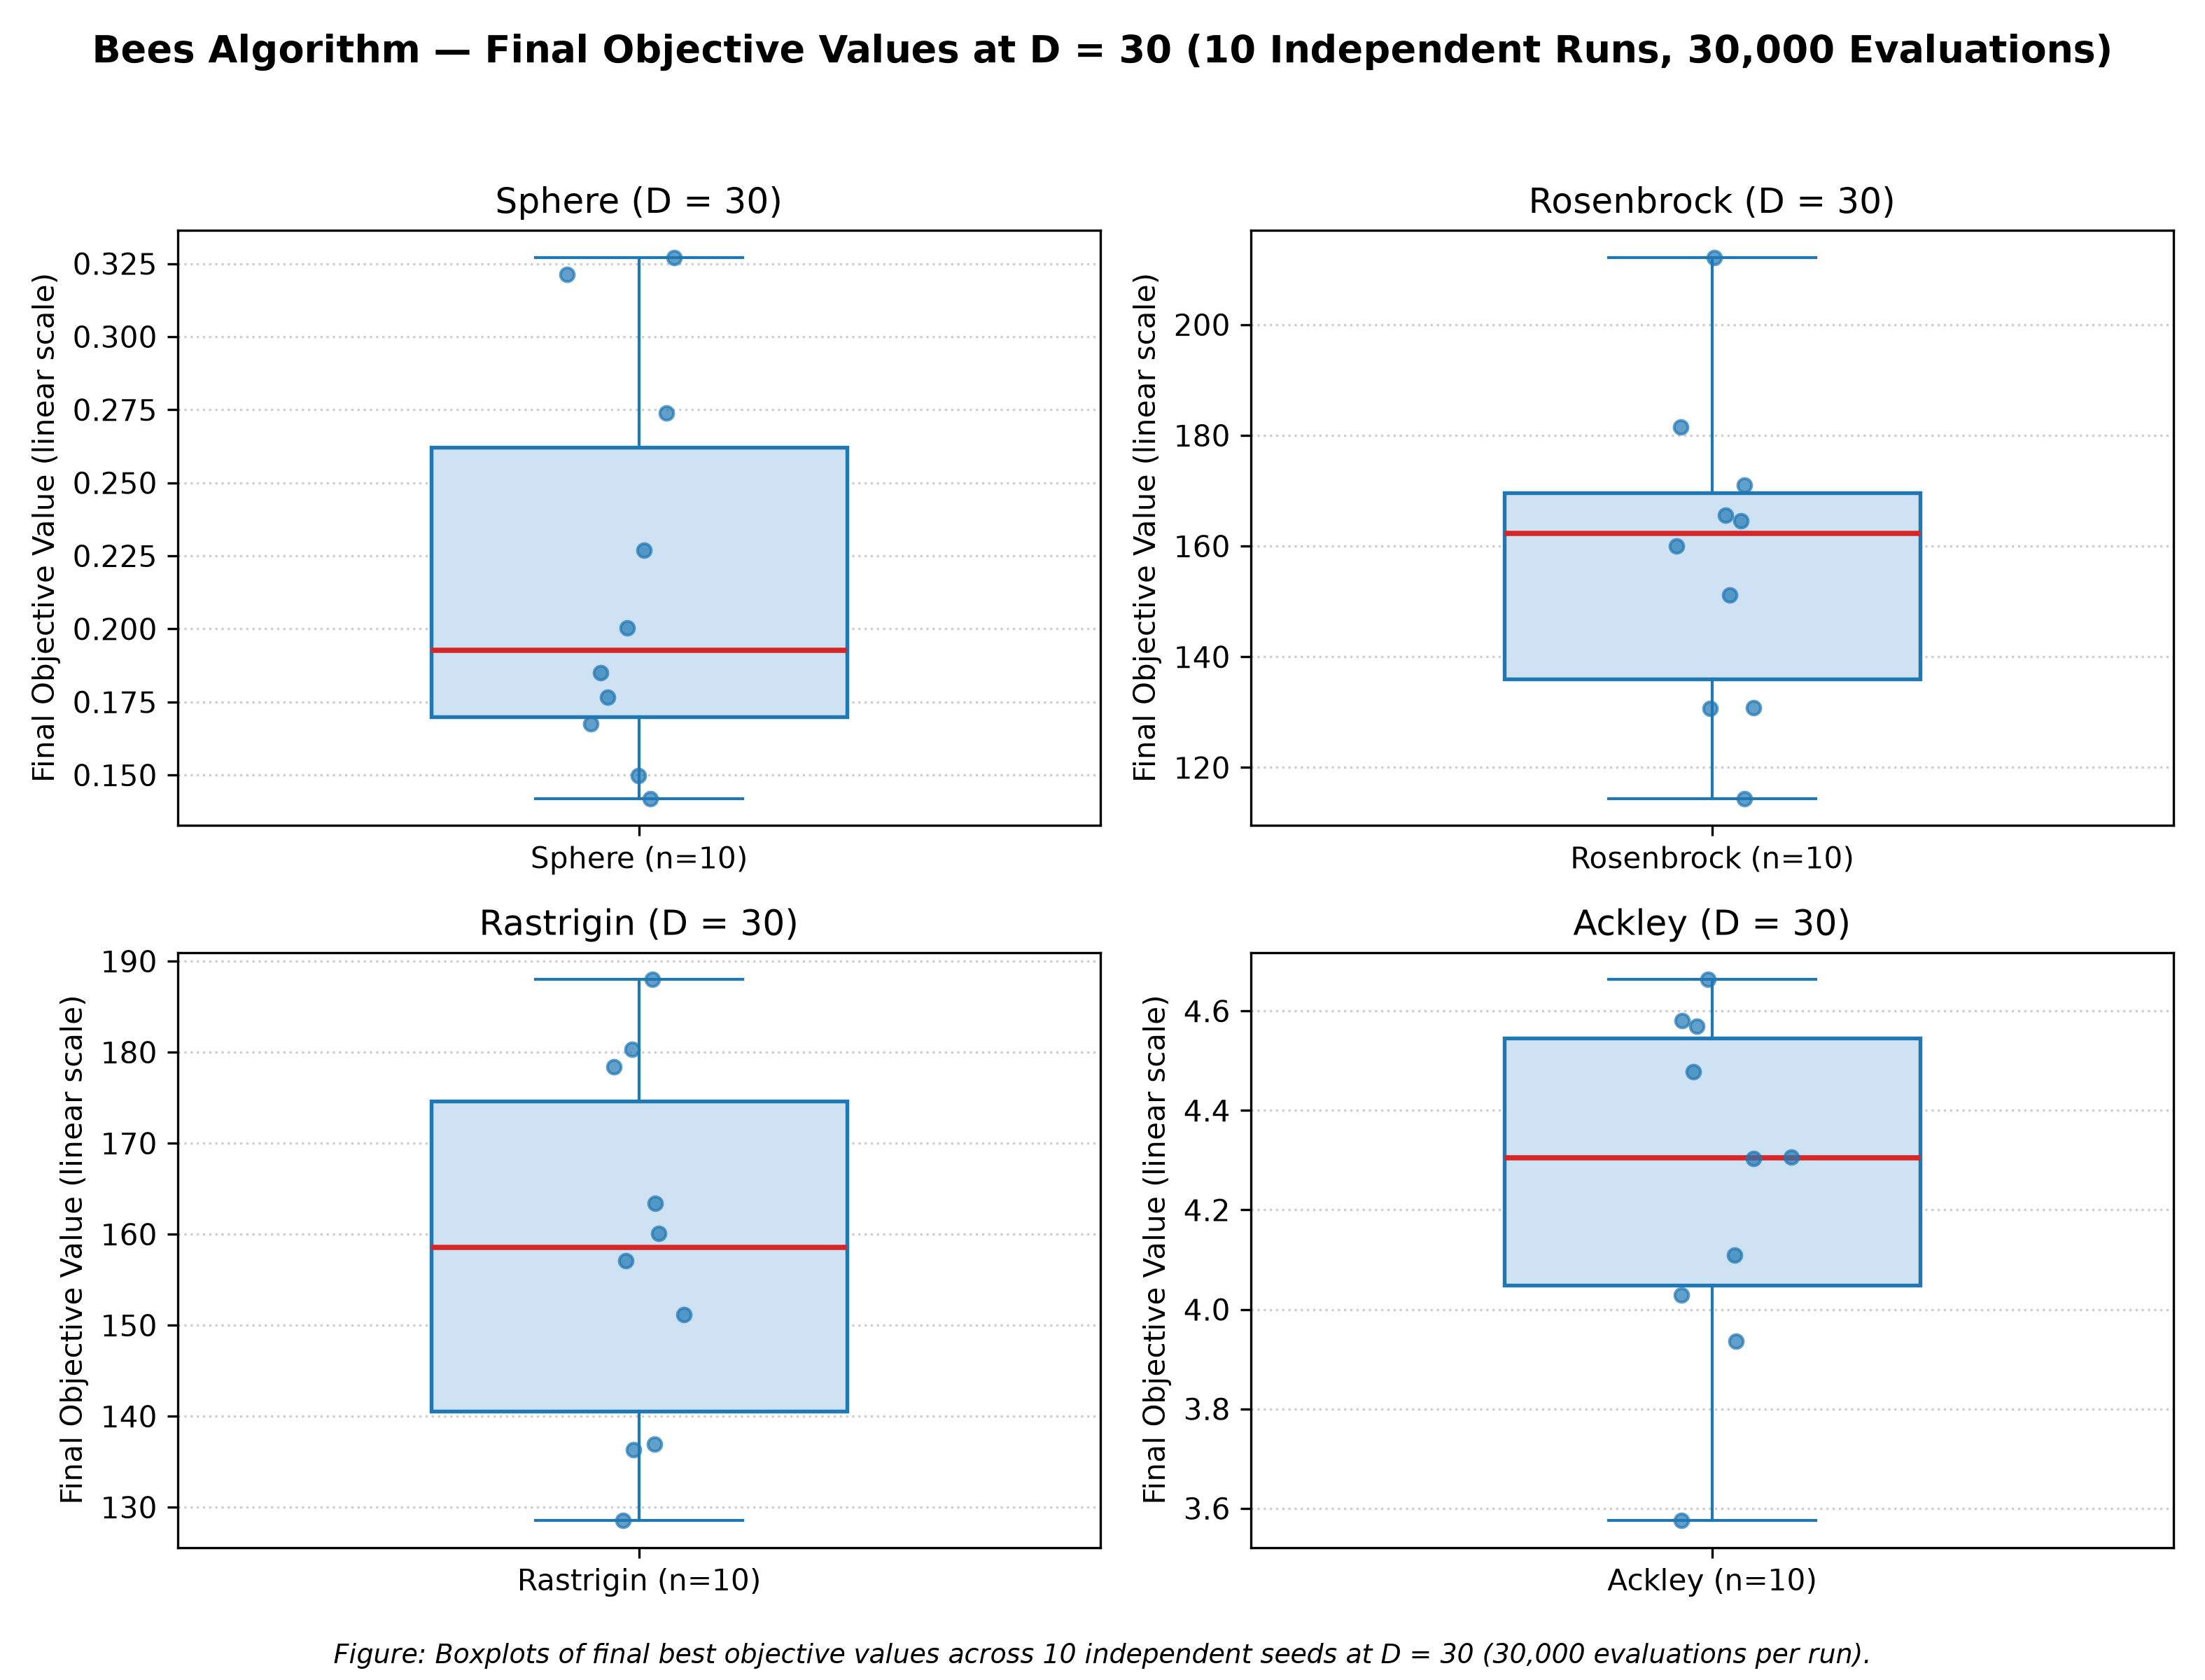 Bees Algorithm — Final Objective Values at D = 30 (10 Independent Runs, 30,000 Evaluations)
Sphere (D = 30)
Final Objective Value (linear scale)
0.325
0.300
0.275
0.250
0.225
0.200
0.175
0.150
Sphere (n=10)
Rosenbrock (D = 30)
Final Objective Value (linear scale)
200
180
160
140
120
Rosenbrock (n=10)
Rastrigin (D = 30)
Final Objective Value (linear scale)
190
180
170
160
150
140
130
Rastrigin (n=10)
Ackley (D = 30)
Final Objective Value (linear scale)
4.6
4.4
4.2
4.0
3.8
3.6
Ackley (n=10)
Figure: Boxplots of final best objective values across 10 independent seeds at D = 30 (30,000 evaluations per run).